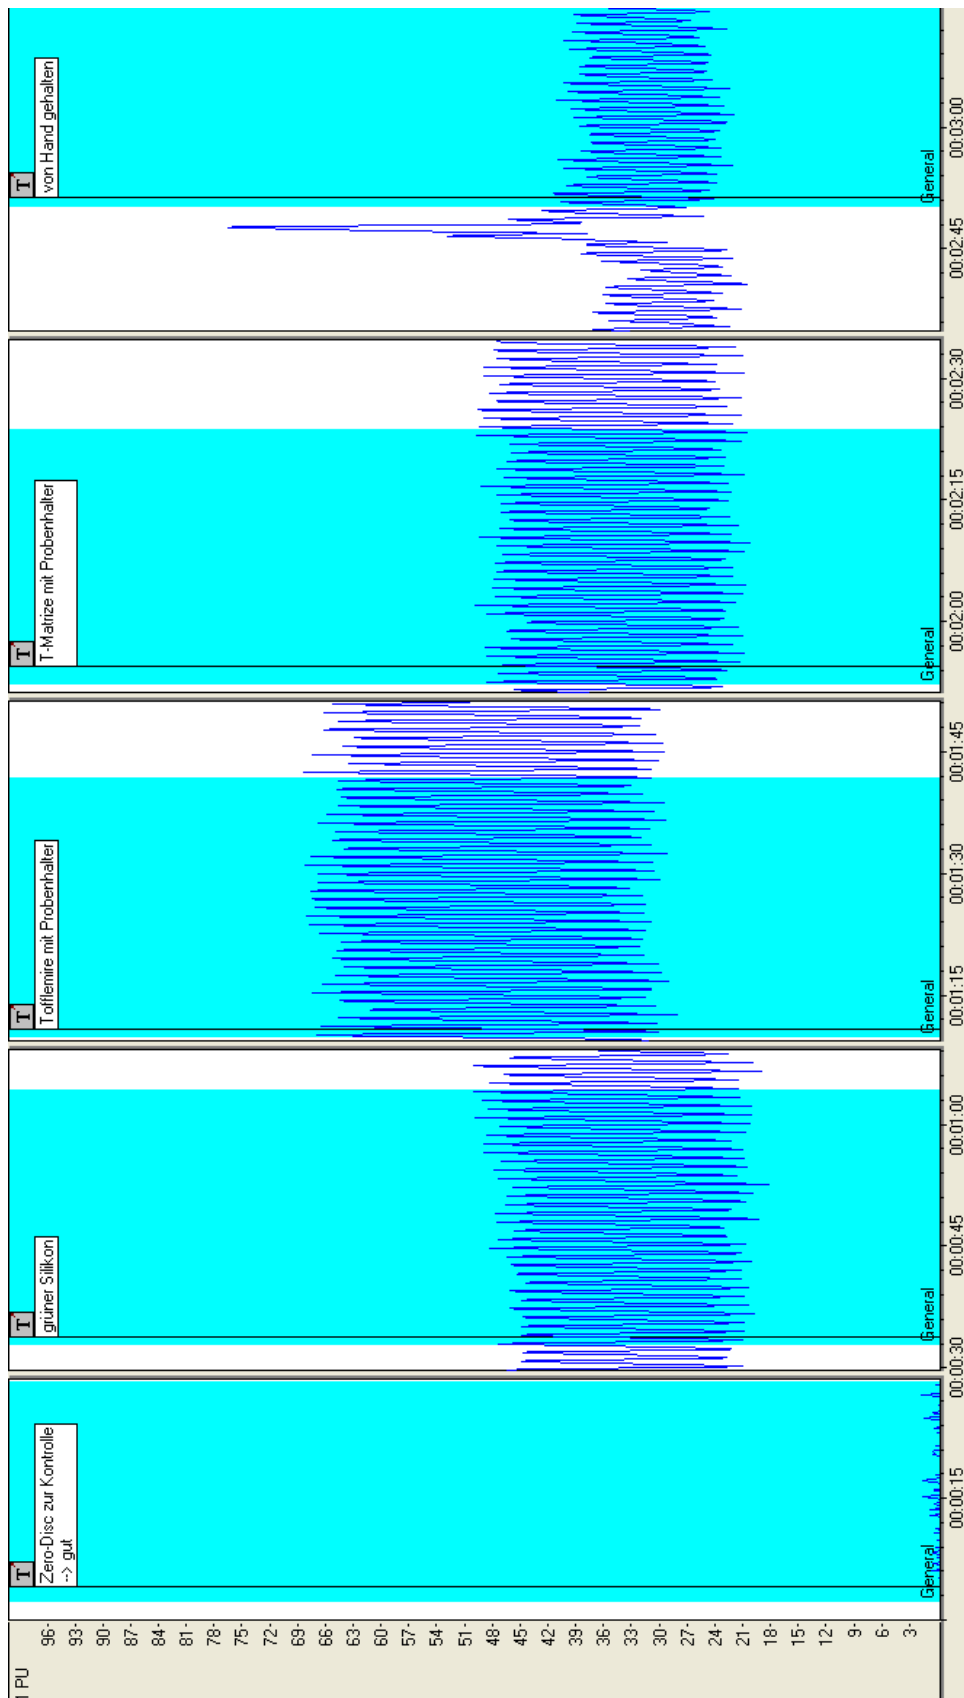 1 PU
96-
93-
90-
87-
84-
81-
78-
75-
72-
69-
66-
63-
60-
57-
54-
51-
48-
45-
42-
39-
36-
33-
30-
27-
24-
21-
18-
15-
12-
9-
6-
3-
T
Zero-Disc zur Kontrolle
--> gut
General
T
grüner Silikon
General
T
Tofflemire mit Probenhalter
General
T
T-Matrize mit Probenhalter
General
T
von Hand gehalten
General
00:00:15
00:00:30
00:00:45
00:01:00
00:01:15
00:01:30
00:01:45
00:02:00
00:02:15
00:02:30
00:02:45
00:03:00